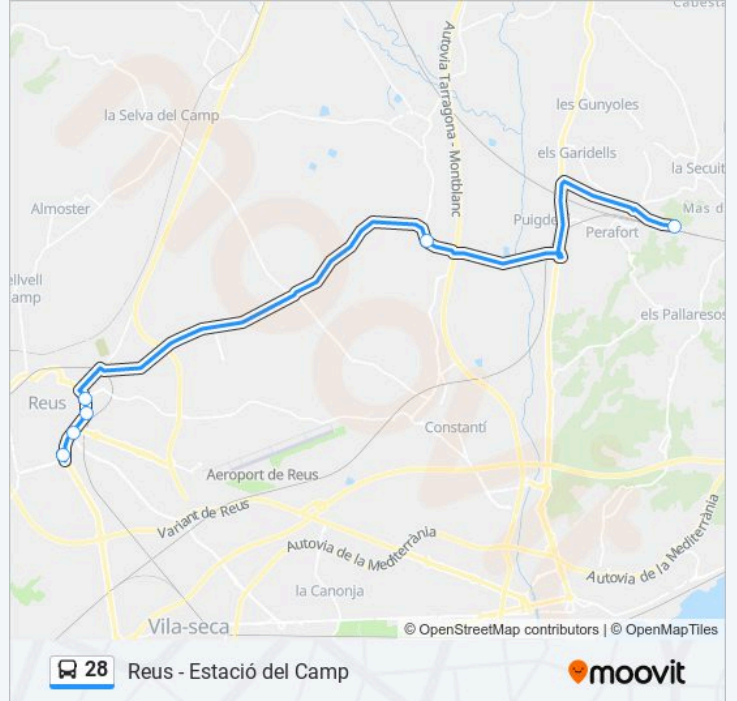 Cabesta
les Gunyoles
la Selva del Camp
Autovia Tarragona - Montblanc
els Garidells
la Secuit
Almoster
Mas d
Puigde
Perafort
ellvell
amp
els Pallaresos
Reus
Constantí
Aeroport de Reus
Variant de Reus
Autovia de la Mediterrània
Autovia de la Mediterrània
la Canonja
Vila-seca
© OpenStreetMap contributors | © OpenMapTiles
28 Reus - Estació del Camp
moovit